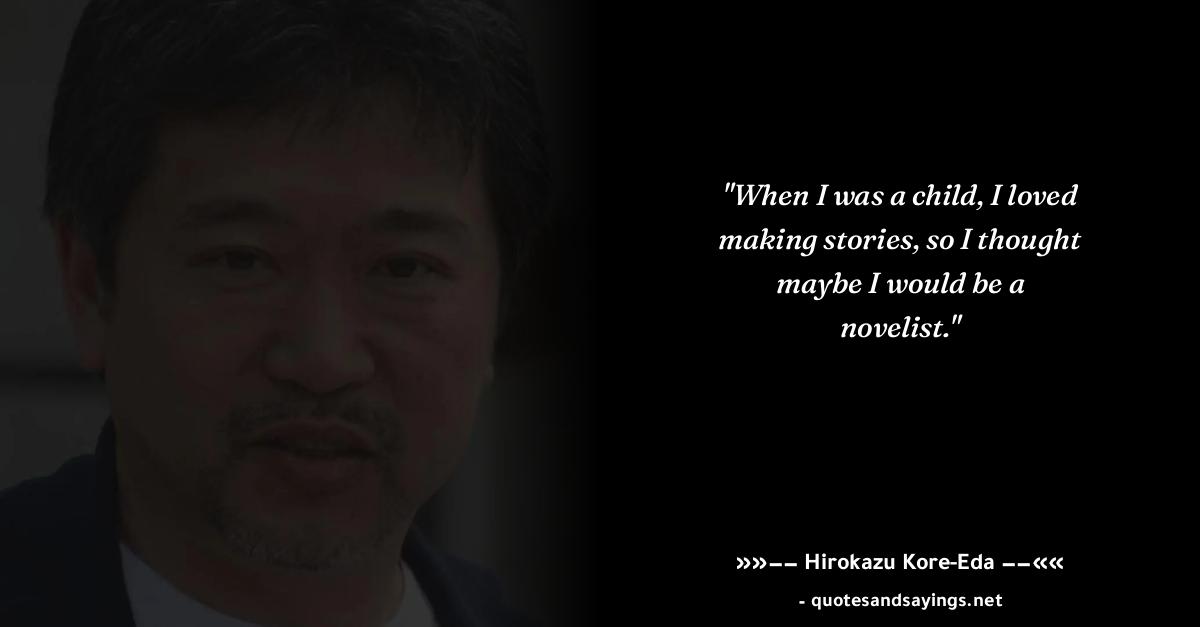 "When I was a child, I loved
making stories, so I thought
maybe I would be a
novelist."
»»−− Hirokazu Kore-Eda −−««
- quotesandsayings.net